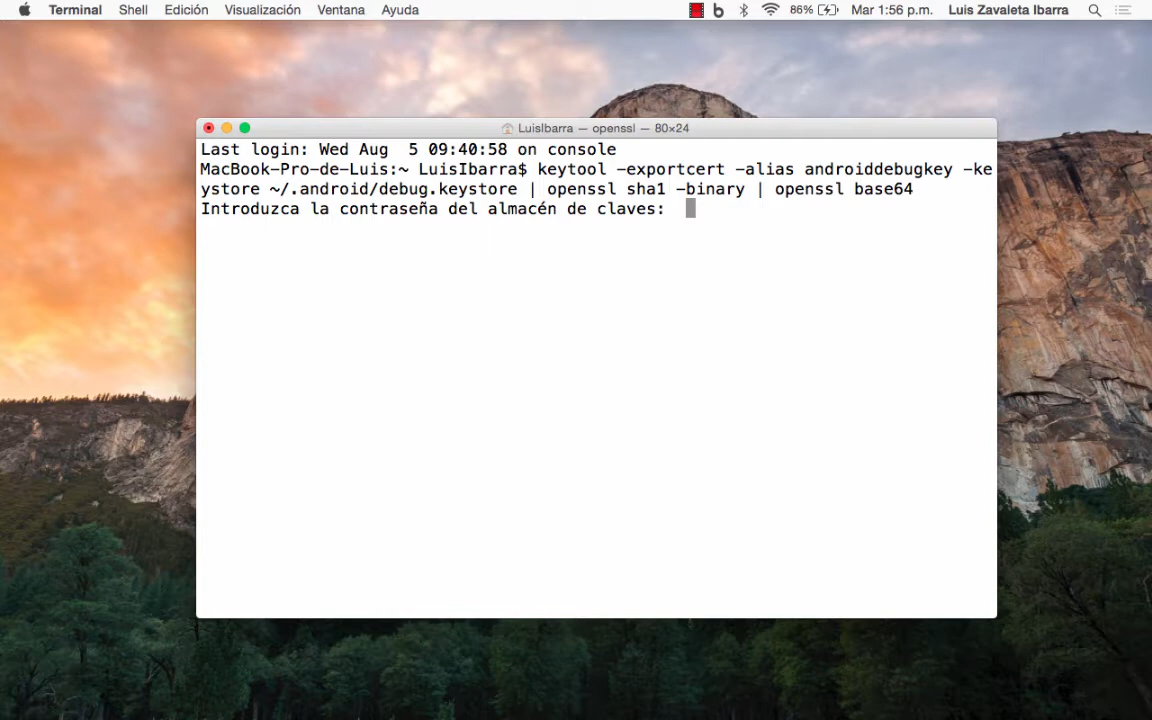 Terminal Shell Edición Visualización Ventana Ayuda b 86% Mar 1:56 p.m. Luis Zavaleta Ibarra
LuisIbarra — openssl — 80×24
Last login: Wed Aug  5 09:40:58 on console
MacBook-Pro-de-Luis:~ LuisIbarra$ keytool -exportcert -alias androiddebugkey -ke
ystore ~/.android/debug.keystore | openssl sha1 -binary | openssl base64
Introduzca la contraseña del almacén de claves: